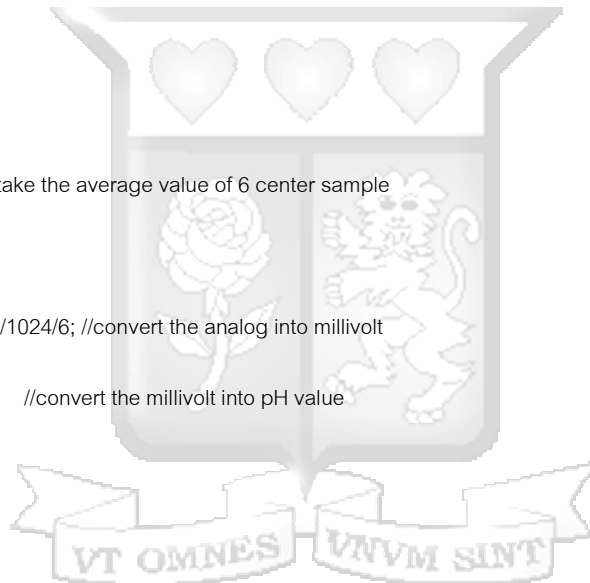 take the average value of 6 center sample
/1024/6; //convert the analog into millivolt
//convert the millivolt into pH value
VT OMNES VNVM SINT